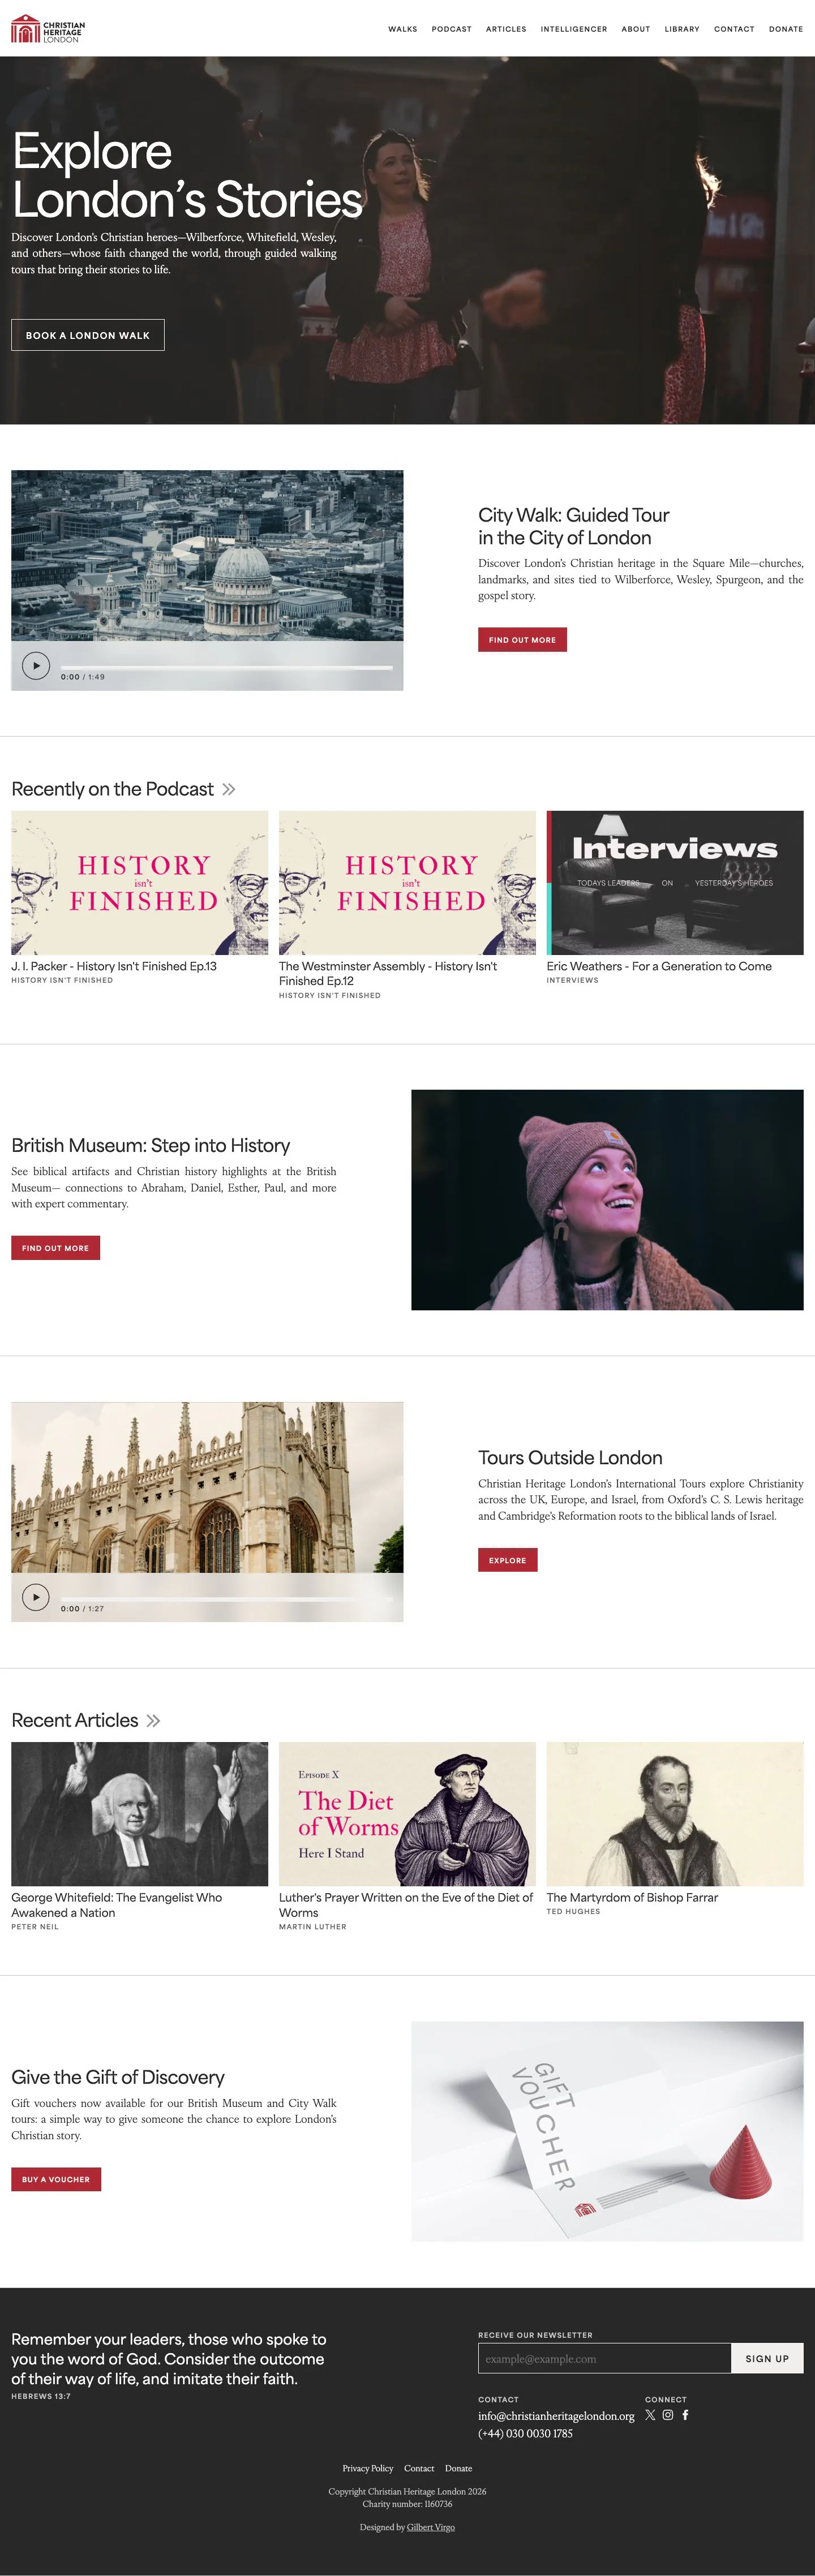 CHRISTIAN
HERITAGE
LONDON
WALKS PODCAST ARTICLES INTELLIGENCER ABOUT LIBRARY CONTACT DONATE
Explore
London’s Stories
Discover London’s Christian heroes—Wilberforce, Whitefield, Wesley,
and others—whose faith changed the world, through guided walking
tours that bring their stories to life.
BOOK A LONDON WALK
City Walk: Guided Tour
in the City of London
Discover London’s Christian heritage in the Square Mile—churches,
landmarks, and sites tied to Wilberforce, Wesley, Spurgeon, and the
gospel story.
FIND OUT MORE
0:00 / 1:49
Recently on the Podcast
HISTORY
isn't
FINISHED
HISTORY
isn't
FINISHED
Interviews
TODAYS LEADERS ON YESTERDAY'S HEROES
J. I. Packer - History Isn't Finished Ep.13
HISTORY ISN'T FINISHED
The Westminster Assembly - History Isn't
Finished Ep.12
HISTORY ISN'T FINISHED
Eric Weathers - For a Generation to Come
INTERVIEWS
British Museum: Step into History
See biblical artifacts and Christian history highlights at the British
Museum— connections to Abraham, Daniel, Esther, Paul, and more
with expert commentary.
FIND OUT MORE
Tours Outside London
Christian Heritage London’s International Tours explore Christianity
across the UK, Europe, and Israel, from Oxford’s C. S. Lewis heritage
and Cambridge’s Reformation roots to the biblical lands of Israel.
EXPLORE
0:00 / 1:27
Recent Articles
EPISODE X
The Diet
of Worms
Here I Stand
George Whitefield: The Evangelist Who
Awakened a Nation
PETER NEIL
Luther's Prayer Written on the Eve of the Diet of
Worms
MARTIN LUTHER
The Martyrdom of Bishop Farrar
TED HUGHES
Give the Gift of Discovery
Gift vouchers now available for our British Museum and City Walk
tours: a simple way to give someone the chance to explore London’s
Christian story.
BUY A VOUCHER
GIFT
VOUCHER
Remember your leaders, those who spoke to
you the word of God. Consider the outcome
of their way of life, and imitate their faith.
HEBREWS 13:7
RECEIVE OUR NEWSLETTER
example@example.com
SIGN UP
CONTACT
info@christianheritagelondon.org
(+44) 030 0030 1785
CONNECT
Privacy Policy Contact Donate
Copyright Christian Heritage London 2026
Charity number: 1160736
Designed by Gilbert Virgo